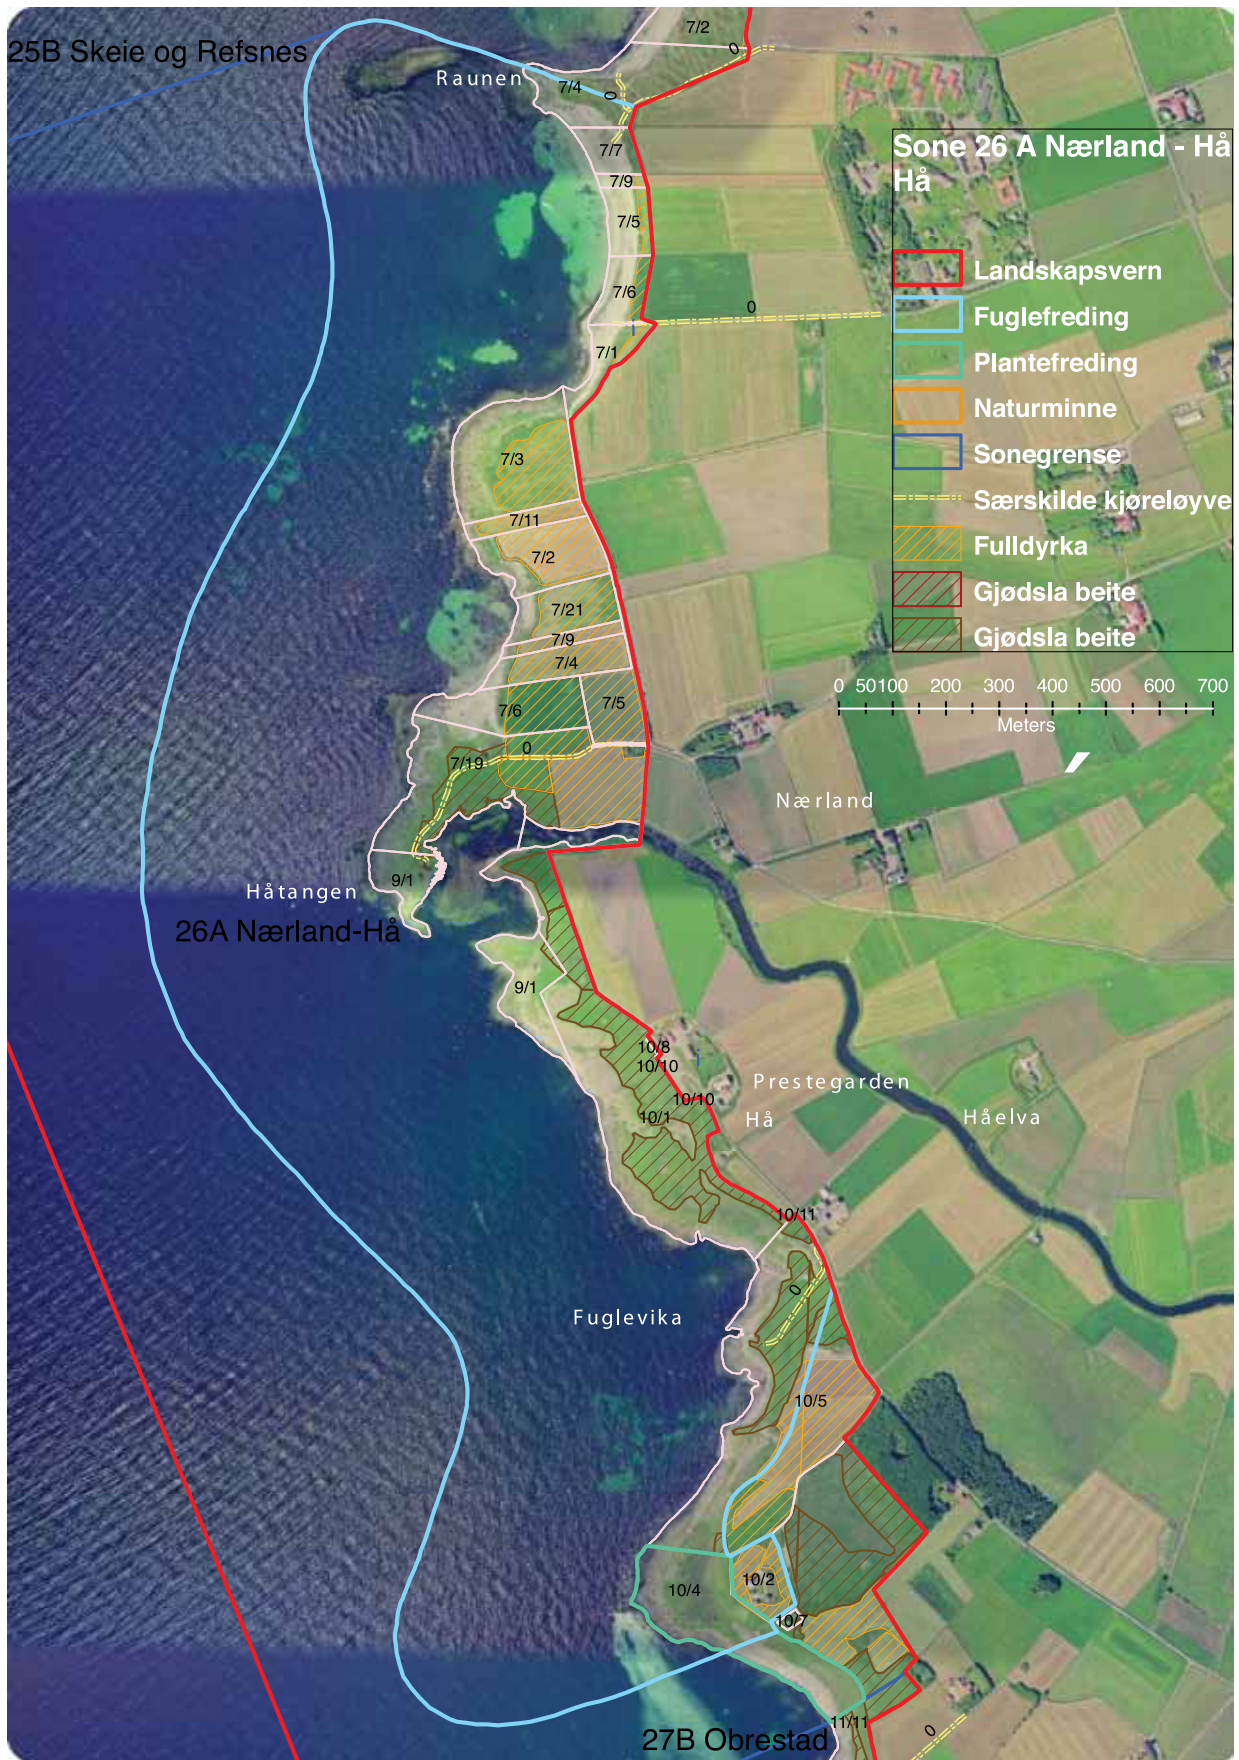 7/2
0
25B Skeie og Refsnes
Raunen
7/4
0
7/7
7/9
7/5
7/6
0
7/1
Sone 26 A Nærland - Hå
Hå
Landskapsvern
Fuglefreding
Plantefreding
Naturminne
Sonegrense
Særskilde kjøreløyve
Fulldyrka
Gjødsla beite
Gjødsla beite
0 50100 200 300 400 500 600 700
Meters
7/3
7/11
7/2
7/21
7/9
7/4
7/6
7/5
0
7/19
Nærland
9/1
Håtangen
26A Nærland-Hå
9/1
10/8
10/10
Prestegarden
10/10
10/1
Hå
Håelva
10/11
0
Fuglevika
10/5
10/2
10/4
10/7
11/11
0
27B Obrestad